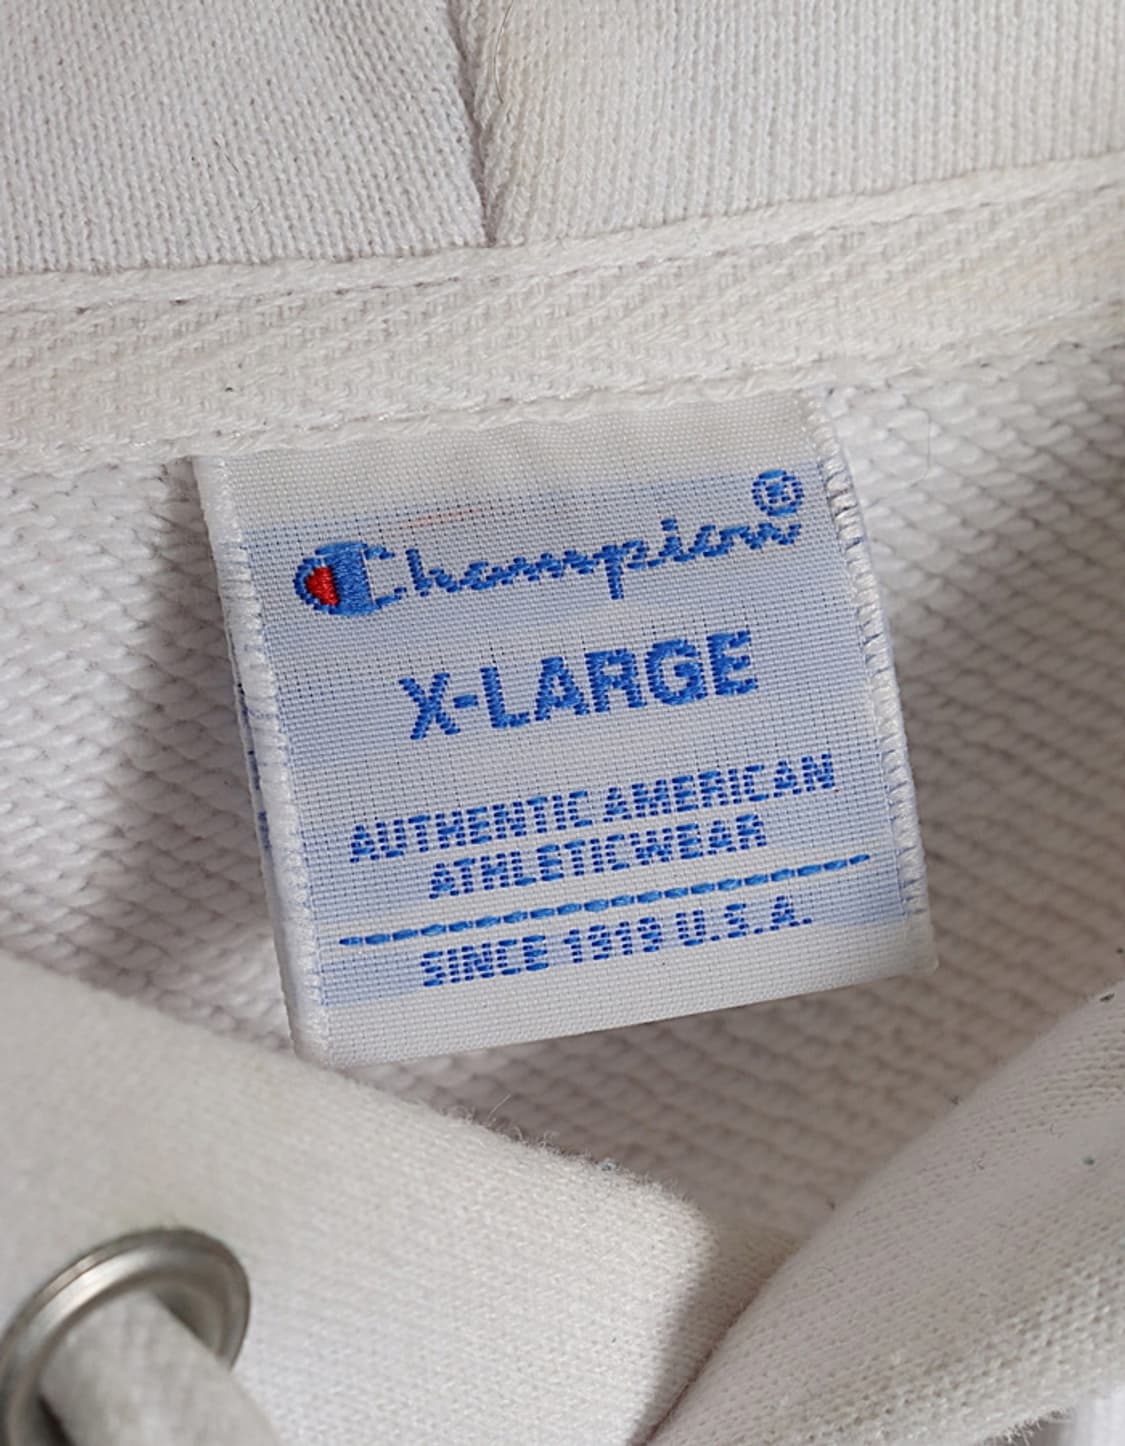 Champion®
X-LARGE
AUTHENTIC AMERICAN
ATHLETICWEAR
SINCE 1919 U.S.A.